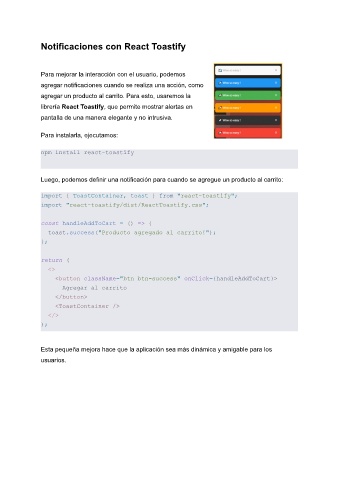 Notificaciones con React Toastify
Para mejorar la interacción con el usuario, podemos
agregar notificaciones cuando se realiza una acción, como
agregar un producto al carrito. Para esto, usaremos la
librería React Toastify, que permite mostrar alertas en
pantalla de una manera elegante y no intrusiva.
Para instalarla, ejecutamos:
npm install react-toastify
Luego, podemos definir una notificación para cuando se agregue un producto al carrito:
import { ToastContainer, toast } from "react-toastify";
import "react-toastify/dist/ReactToastify.css";
const handleAddToCart = () => {
toast.success("Producto agregado al carrito!");
};
return (
<>
<button className="btn btn-success" onClick={handleAddToCart}>
Agregar al carrito
</button>
<ToastContainer />
</>
);
Esta pequeña mejora hace que la aplicación sea más dinámica y amigable para los
usuarios.